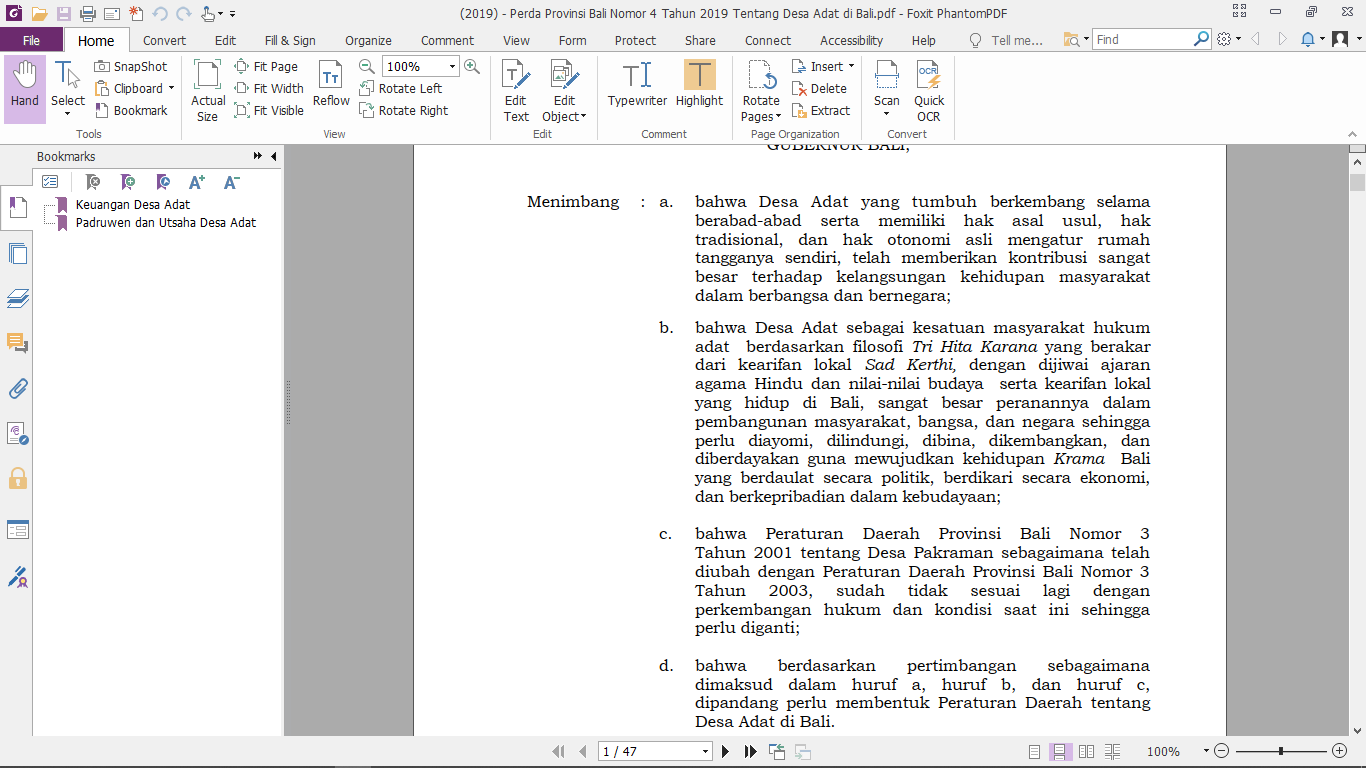 (2019) - Perda Provinsi Bali Nomor 4 Tahun 2019 Tentang Desa Adat di Bali.pdf - Foxit PhantomPDF
File Home Convert Edit Fill & Sign Organize Comment View Form Protect Share Connect Accessibility Help Tell me... Find
Hand
Select
SnapShot
Clipboard
Bookmark
Tools
Actual
Size
Fit Page
Fit Width
Fit Visible
Reflow
100%
Rotate Left
Rotate Right
View
Edit
Text
Edit
Object
Edit
Typewriter
Highlight
Comment
Rotate
Pages
Insert
Delete
Extract
Page Organization
Scan
OCR
Quick
OCR
Convert
Bookmarks
Keuangan Desa Adat
Padruwen dan Utsaha Desa Adat
GUBERNUR BALI,
Menimbang : a. bahwa Desa Adat yang tumbuh berkembang selama
berabad-abad serta memiliki hak asal usul, hak
tradisional, dan hak otonomi asli mengatur rumah
tangganya sendiri, telah memberikan kontribusi sangat
besar terhadap kelangsungan kehidupan masyarakat
dalam berbangsa dan bernegara;
b. bahwa Desa Adat sebagai kesatuan masyarakat hukum
adat berdasarkan filosofi Tri Hita Karana yang berakar
dari kearifan lokal Sad Kerthi, dengan dijiwai ajaran
agama Hindu dan nilai-nilai budaya serta kearifan lokal
yang hidup di Bali, sangat besar peranannya dalam
pembangunan masyarakat, bangsa, dan negara sehingga
perlu diayomi, dilindungi, dibina, dikembangkan, dan
diberdayakan guna mewujudkan kehidupan Krama Bali
yang berdaulat secara politik, berdikari secara ekonomi,
dan berkepribadian dalam kebudayaan;
c. bahwa Peraturan Daerah Provinsi Bali Nomor 3
Tahun 2001 tentang Desa Pakraman sebagaimana telah
diubah dengan Peraturan Daerah Provinsi Bali Nomor 3
Tahun 2003, sudah tidak sesuai lagi dengan
perkembangan hukum dan kondisi saat ini sehingga
perlu diganti;
d. bahwa berdasarkan pertimbangan sebagaimana
dimaksud dalam huruf a, huruf b, dan huruf c,
dipandang perlu membentuk Peraturan Daerah tentang
Desa Adat di Bali.
1 / 47
100%